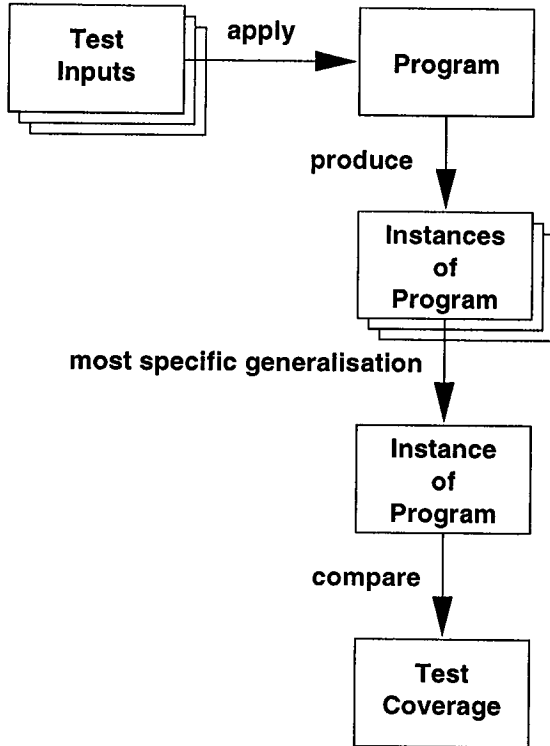 Test
Inputs
apply
Program
produce
Instances
of
Program
most specific generalisation
Instance
of
Program
compare
Test
Coverage